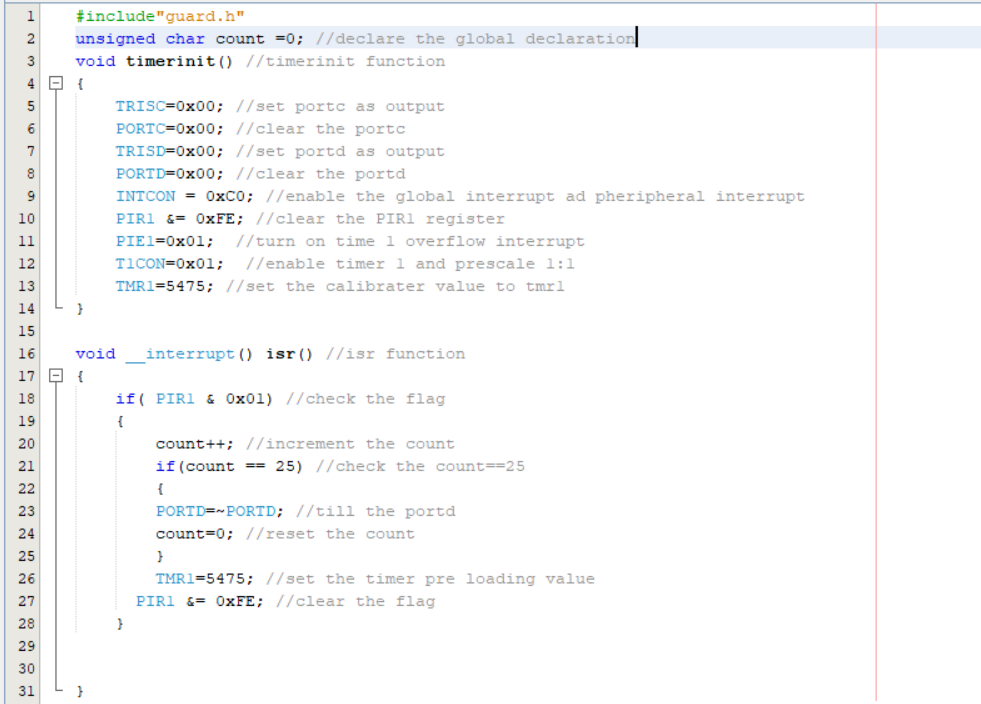 1 #include"guard.h"
2 unsigned char count =0; //declare the global declaration
3 void timerinit() //timerinit function
4 {
5 TRISC=0x00; //set portc as output
6 PORTC=0x00; //clear the portc
7 TRISD=0x00; //set portd as output
8 PORTD=0x00; //clear the portd
9 INTCON = 0xC0; //enable the global interrupt ad pheripheral interrupt
10 PIR1 &= 0xFE; //clear the PIR1 register
11 PIE1=0x01; //turn on time 1 overflow interrupt
12 T1CON=0x01; //enable timer 1 and prescale 1:1
13 TMR1=5475; //set the calibrater value to tmr1
14 }
15
16 void __interrupt() isr() //isr function
17 {
18 if( PIR1 & 0x01) //check the flag
19 {
20 count++; //increment the count
21 if(count == 25) //check the count==25
22 {
23 PORTD=~PORTD; //till the portd
24 count=0; //reset the count
25 }
26 TMR1=5475; //set the timer pre loading value
27 PIR1 &= 0xFE; //clear the flag
28 }
29
30
31 }